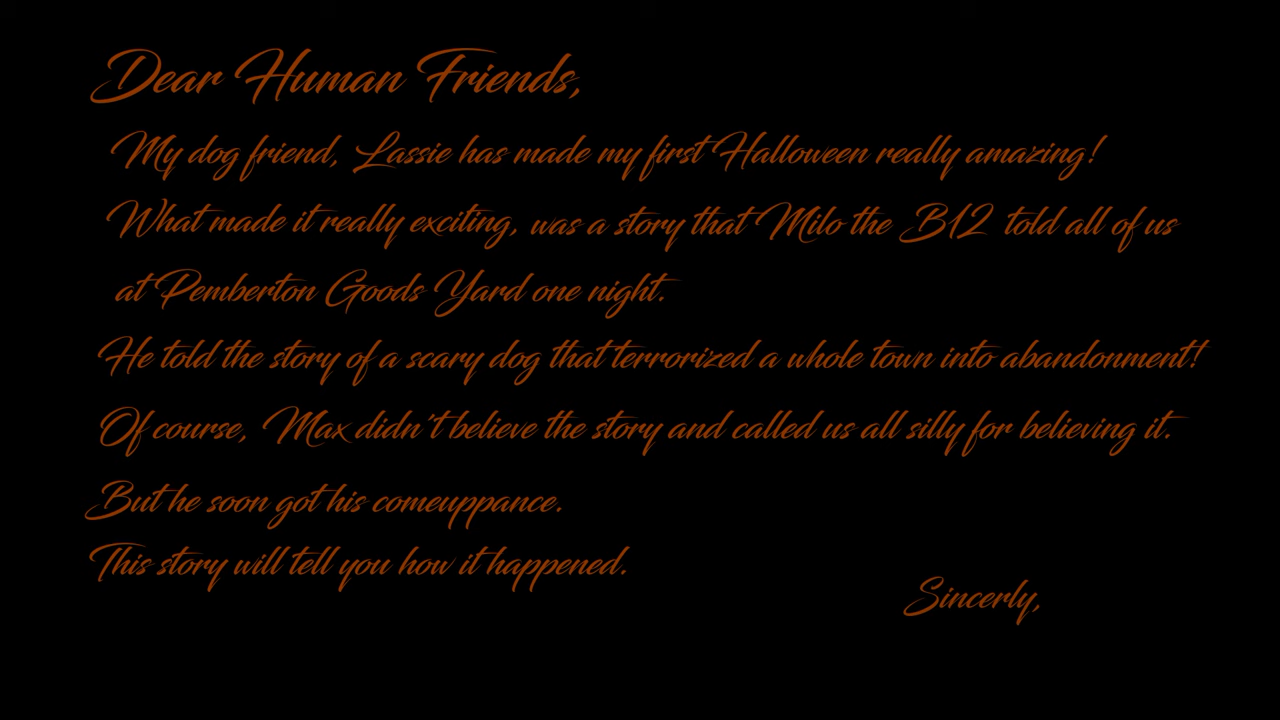 Dear Human Friends,
My dog friend, Lassie has made my first Halloween really amazing!
What made it really exciting, was a story that Milo the B12 told all of us
at Pemberton Goods Yard one night.
He told the story of a scary dog that terrorized a whole town into abandonment!
Of course, Max didn't believe the story and called us all silly for believing it.
But he soon got his comeuppance.
This story will tell you how it happened.
Sincerly,